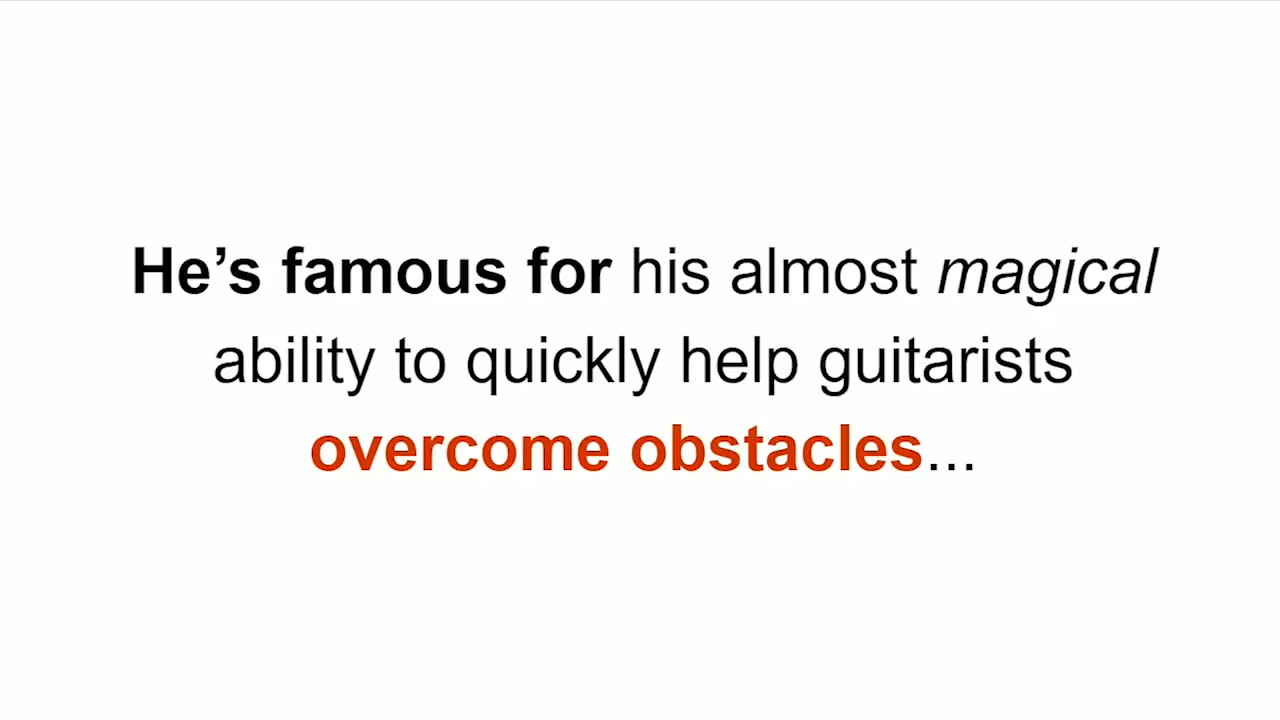 He’s famous for his almost magical
ability to quickly help guitarists
overcome obstacles...